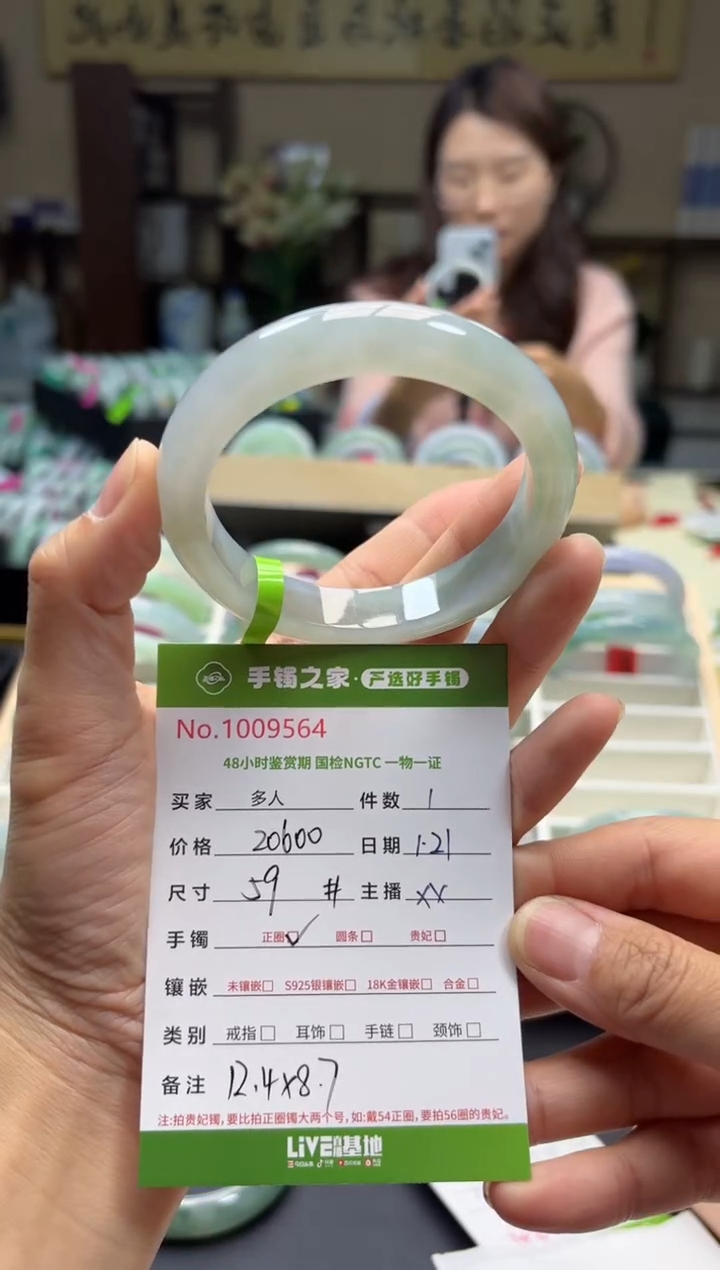 手镯之家·严选好手镯
No.1009564
48小时鉴赏期 国检NGTC 一物一证
买家 多人 件数 1
价格 20600 日期 1.21
尺寸 59 # 主播 XX
手镯 正圈☑ 圆条□ 贵妃□
镶嵌 未镶嵌□ S925银镶嵌□ 18K金镶嵌□ 合金□
类别 戒指□ 耳饰□ 手链□ 颈饰□
备注 12.4x8.7
注:拍贵妃镯,要比拍正圈镯大两个号,如:戴54正圈,要拍56圈的贵妃。
LiVE基地